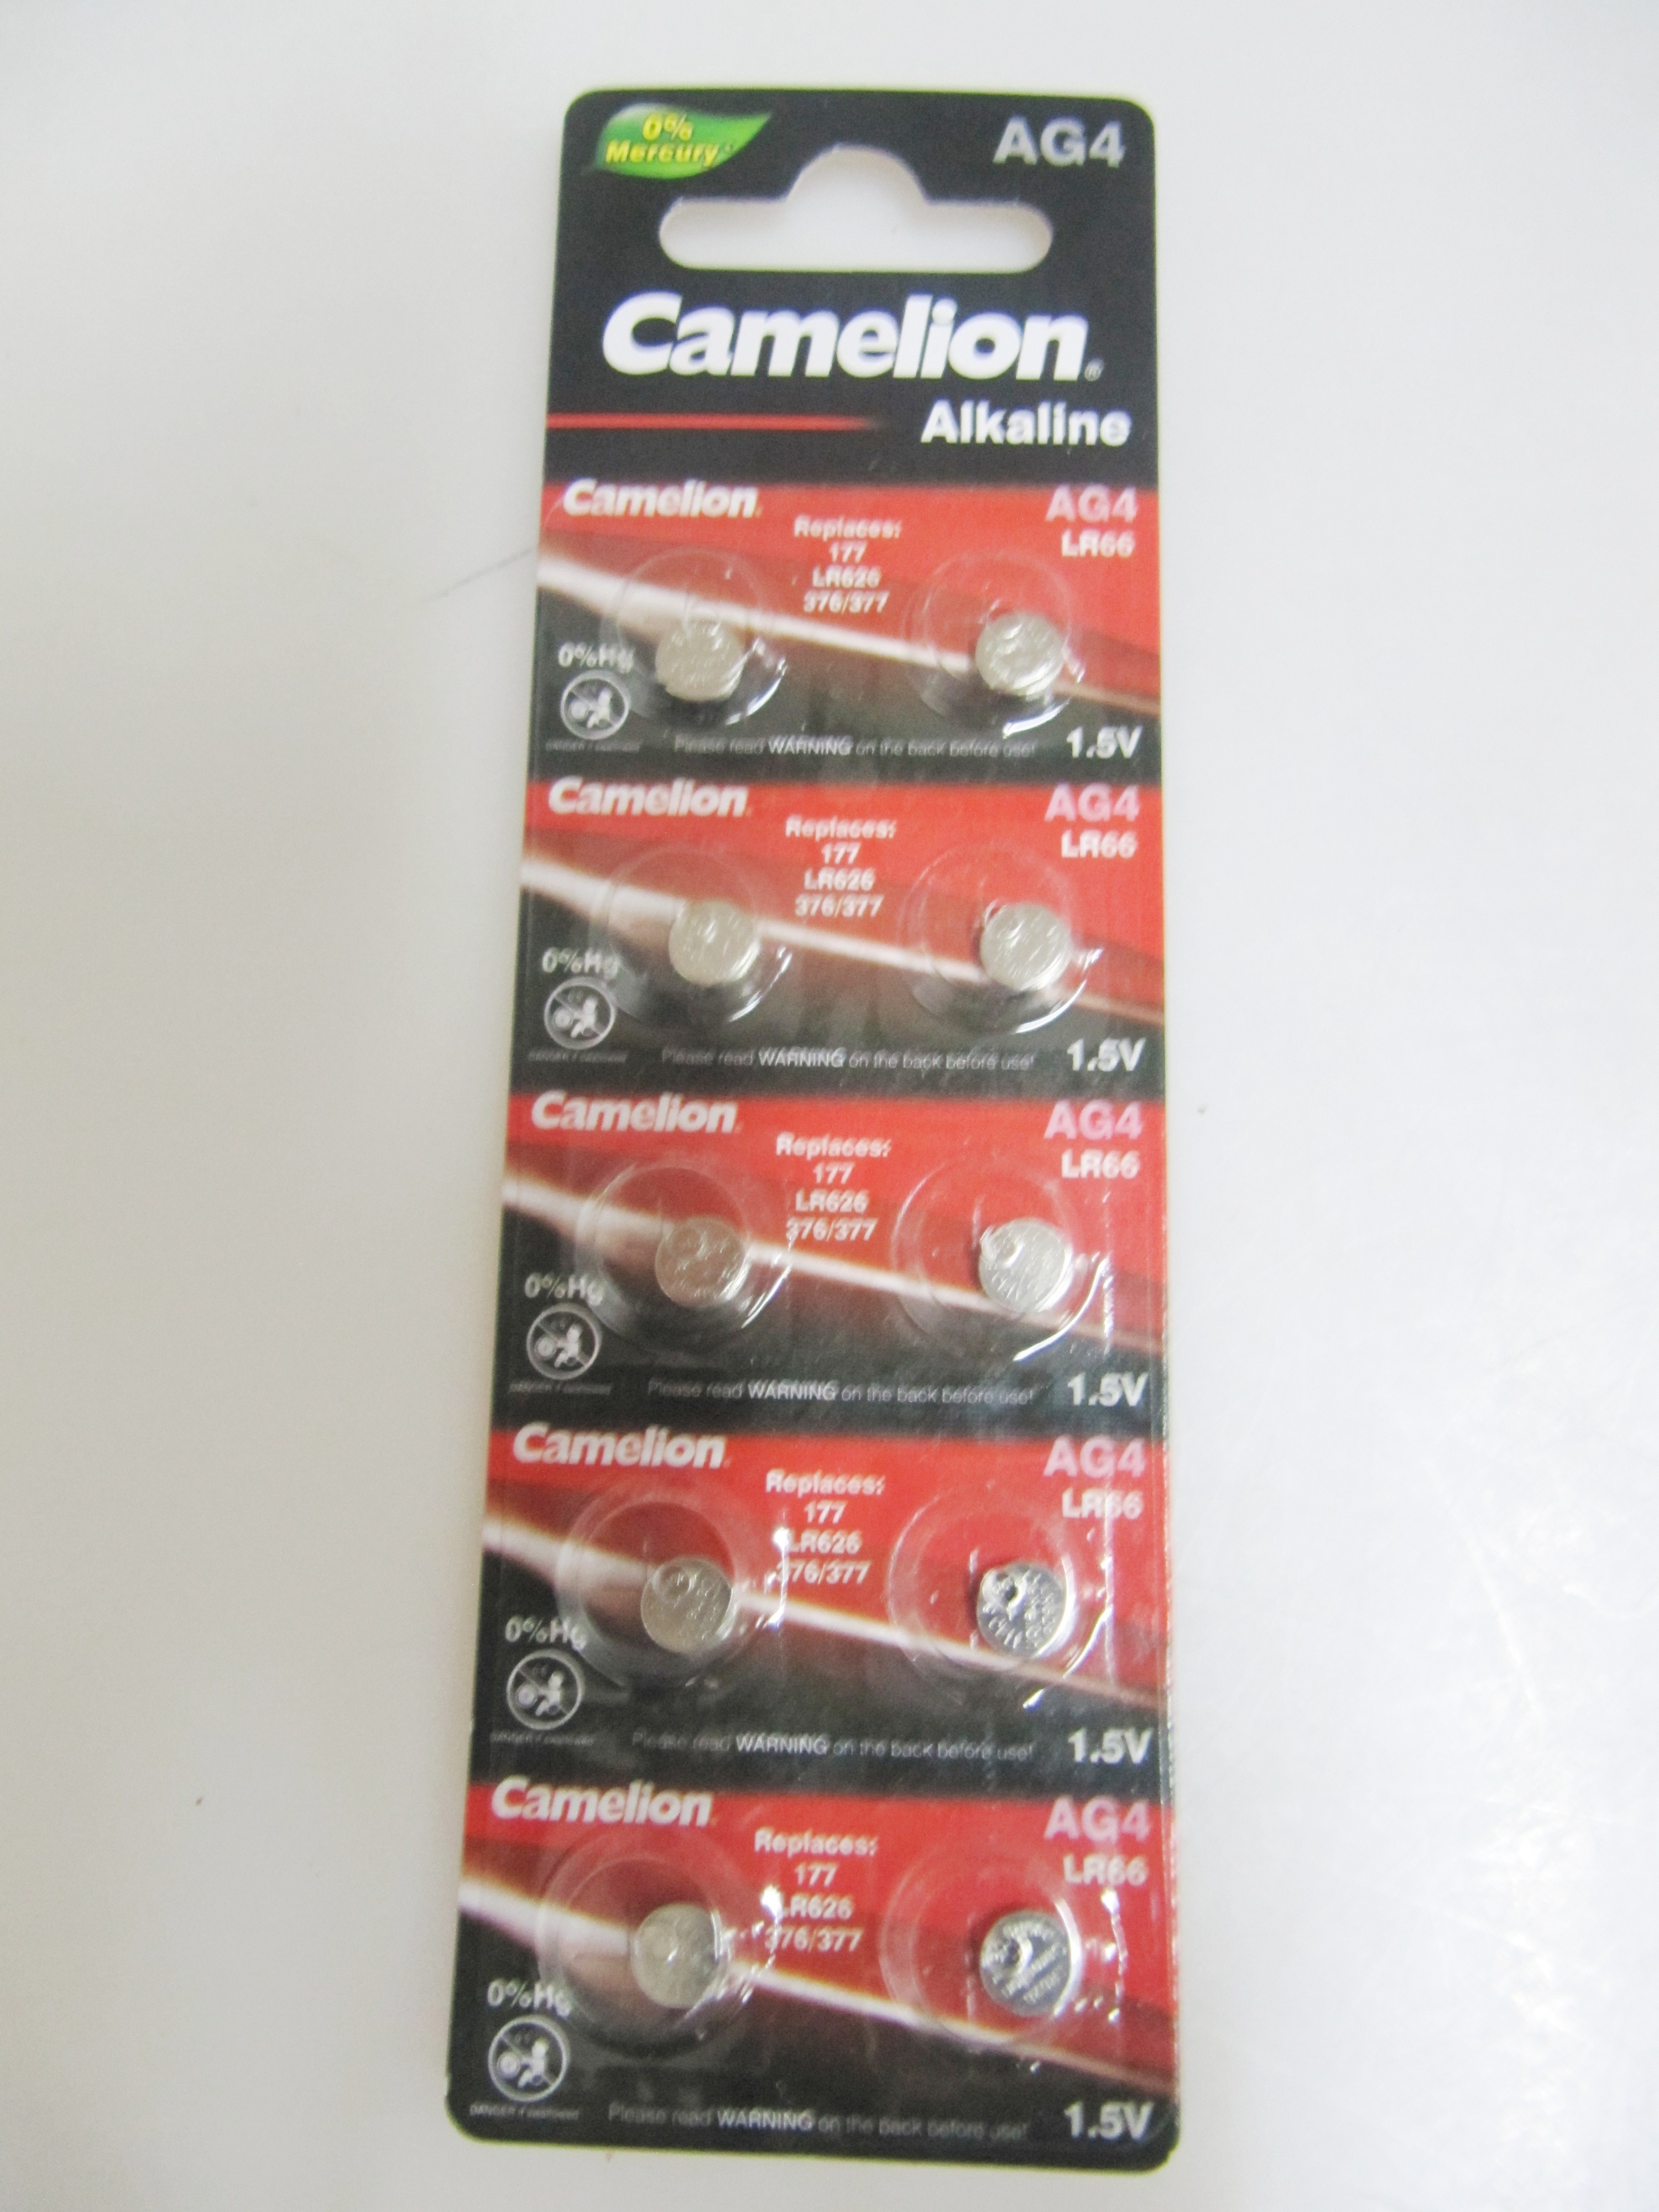 0%
Mercury
AG4
Camelion®
Alkaline
Camelion
AG4
LR66
Replaces:
177
LR626
376/377
0%Hg
Please read WARNING on the back before use!
1.5V
Camelion
AG4
LR66
Replaces:
177
LR626
376/377
0%Hg
Please read WARNING on the back before use!
1.5V
Camelion
AG4
LR66
Replaces:
177
LR626
376/377
0%Hg
Please read WARNING on the back before use!
1.5V
Camelion
AG4
LR66
Replaces:
177
LR626
376/377
0%Hg
Please read WARNING on the back before use!
1.5V
Camelion
AG4
LR66
Replaces:
177
LR626
376/377
0%Hg
Please read WARNING on the back before use!
1.5V